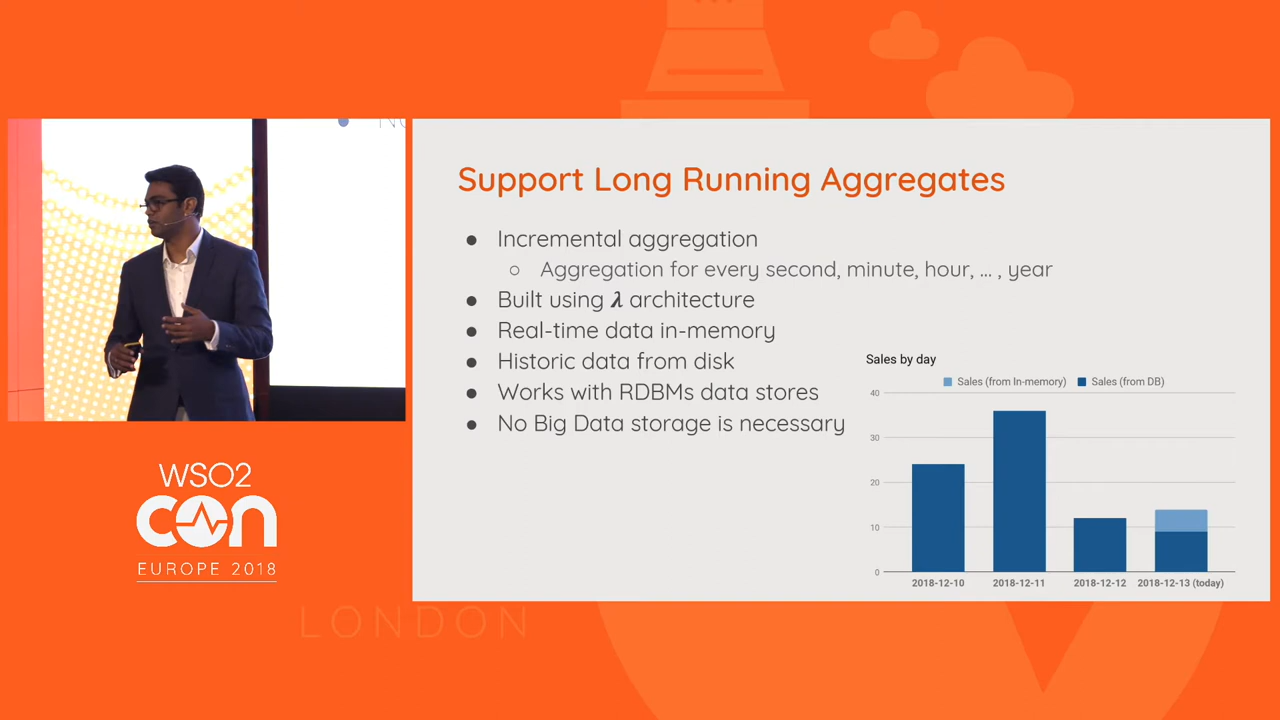 NC
Support Long Running Aggregates
● Incremental aggregation
○ Aggregation for every second, minute, hour, ... , year
● Built using λ architecture
● Real-time data in-memory
● Historic data from disk
● Works with RDBMs data stores
● No Big Data storage is necessary
Sales by day
Sales (from In-memory) Sales (from DB)
40
30
20
10
0
2018-12-10 2018-12-11 2018-12-12 2018-12-13 (today)
WSO2
CON
EUROPE 2018
LONDON